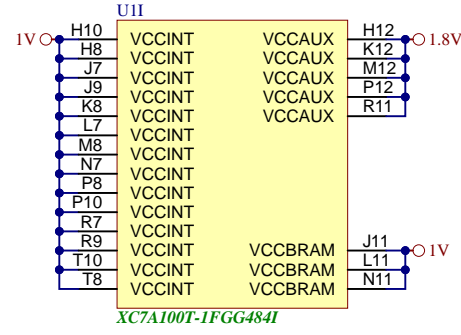 U1I
1V H10 VCCINT VCCAUX H12 1.8V
H8 VCCINT VCCAUX K12
J7 VCCINT VCCAUX M12
J9 VCCINT VCCAUX P12
K8 VCCINT VCCAUX R11
L7 VCCINT
M8 VCCINT
N7 VCCINT
P8 VCCINT
P10 VCCINT
R7 VCCINT
R9 VCCINT VCCBRAM J11 1V
T10 VCCINT VCCBRAM L11
T8 VCCINT VCCBRAM N11
XC7A100T-1FGG484I